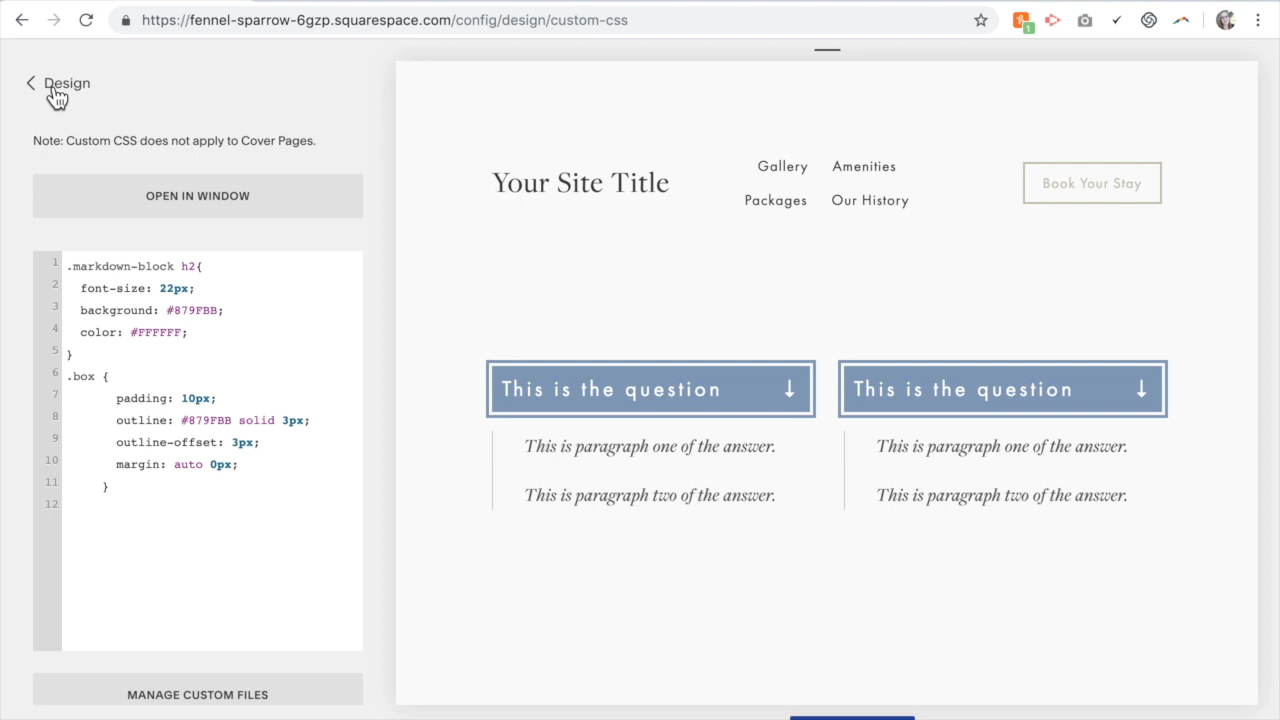 https://fennel-sparrow-6gzp.squarespace.com/config/design/custom-css
1
Design
Note: Custom CSS does not apply to Cover Pages.
OPEN IN WINDOW
1 .markdown-block h2{
2 font-size: 22px;
3 background: #879FBB;
4 color: #FFFFFF;
5 }
6 .box {
7 padding: 10px;
8 outline: #879FBB solid 3px;
9 outline-offset: 3px;
10 margin: auto 0px;
11 }
12
MANAGE CUSTOM FILES
Your Site Title
Gallery Amenities
Packages Our History
Book Your Stay
This is the question ↓
This is paragraph one of the answer.
This is paragraph two of the answer.
This is the question ↓
This is paragraph one of the answer.
This is paragraph two of the answer.